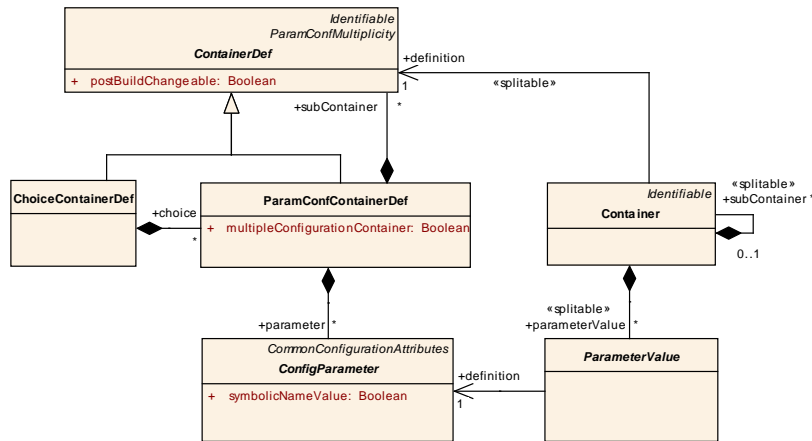 Identifiable
ParamConfMultiplicity
ContainerDef
+ postBuildChangeable: Boolean
+definition
1
«splitable»
+subContainer
*
ChoiceContainerDef
+choice
*
ParamConfContainerDef
+ multipleConfigurationContainer: Boolean
Identifiable
Container
«splitable»
+subContainer
*
0..1
+parameter
*
«splitable»
+parameterValue
*
CommonConfigurationAttributes
ConfigParameter
+ symbolicNameValue: Boolean
+definition
1
ParameterValue